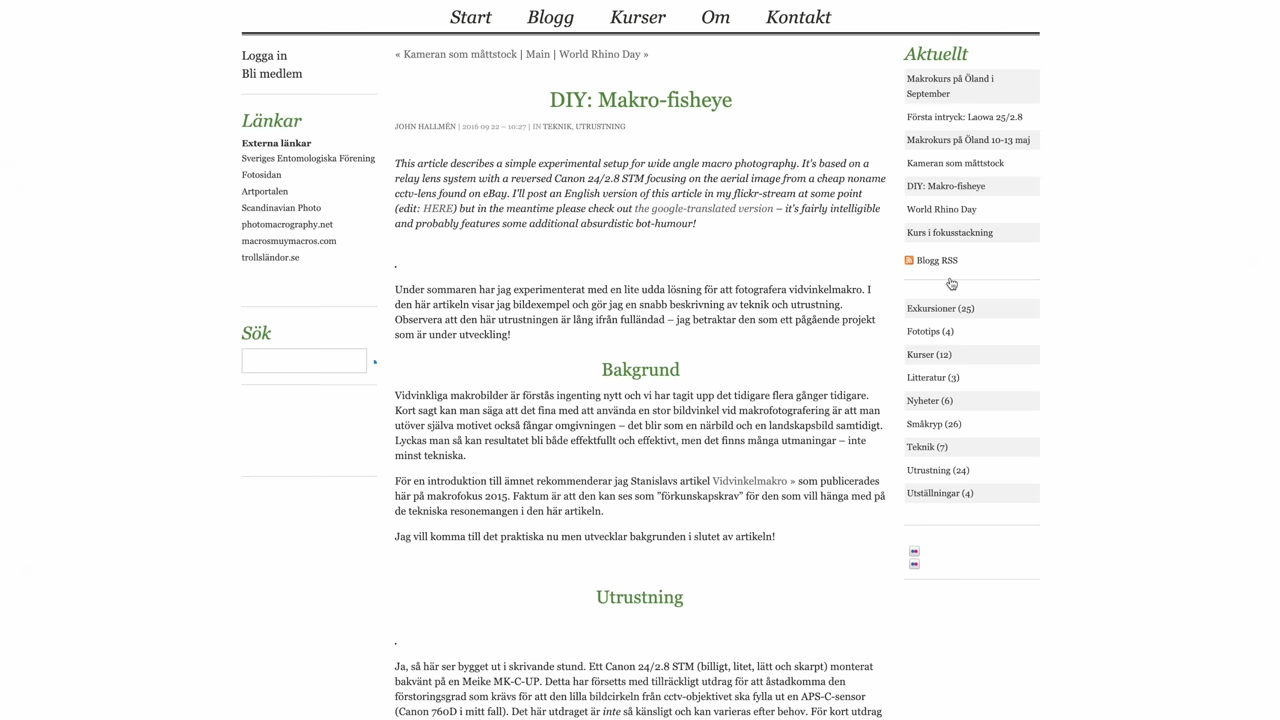 Start Blogg Kurser Om Kontakt
Logga in
Bli medlem
Länkar
Externa länkar
Sveriges Entomologiska Förening
Fotosidan
Artportalen
Scandinavian Photo
photomacrography.net
macrosmuymacros.com
trollsländor.se
Sök
« Kameran som måttstock | Main | World Rhino Day »
DIY: Makro-fisheye
JOHN HALLMÉN | 2016 09 22 – 10:27 | IN TEKNIK, UTRUSTNING
This article describes a simple experimental setup for wide angle macro photography. It's based on a
relay lens system with a reversed Canon 24/2.8 STM focusing on the aerial image from a cheap noname
cctv-lens found on eBay. I'll post an English version of this article in my flickr-stream at some point
(edit: HERE) but in the meantime please check out the google-translated version – it's fairly intelligible
and probably features some additional absurdistic bot-humour!
.
Under sommaren har jag experimenterat med en lite udda lösning för att fotografera vidvinkelmakro. I
den här artikeln visar jag bildexempel och gör jag en snabb beskrivning av teknik och utrustning.
Observera att den här utrustningen är lång ifrån fulländad – jag betraktar den som ett pågående projekt
som är under utveckling!
Bakgrund
Vidvinkliga makrobilder är förstås ingenting nytt och vi har tagit upp det tidigare flera gånger tidigare.
Kort sagt kan man säga att det fina med att använda en stor bildvinkel vid makrofotografering är att man
utöver själva motivet också fångar omgivningen – det blir som en närbild och en landskapsbild samtidigt.
Lyckas man så kan resultatet bli både effektfullt och effektivt, men det finns många utmaningar – inte
minst tekniska.
För en introduktion till ämnet rekommenderar jag Stanislavs artikel Vidvinkelmakro » som publicerades
här på makrofokus 2015. Faktum är att den kan ses som ”förkunskapskrav” för den som vill hänga med på
de tekniska resonemangen i den här artikeln.
Jag vill komma till det praktiska nu men utvecklar bakgrunden i slutet av artikeln!
Utrustning
.
Ja, så här ser bygget ut i skrivande stund. Ett Canon 24/2.8 STM (billigt, litet, lätt och skarpt) monterat
bakvänt på en Meike MK-C-UP. Detta har försetts med tillräckligt utdrag för att åstadkomma den
förstoringsgrad som krävs för att den lilla bildcirkeln från cctv-objektivet ska fylla ut en APS-C-sensor
(Canon 760D i mitt fall). Det här utdraget är inte så känsligt och kan varieras efter behov. För kort utdrag
Aktuellt
Makrokurs på Öland i
September
Första intryck: Laowa 25/2.8
Makrokurs på Öland 10-13 maj
Kameran som måttstock
DIY: Makro-fisheye
World Rhino Day
Kurs i fokusstackning
Blogg RSS
Exkursioner (25)
Fototips (4)
Kurser (12)
Litteratur (3)
Nyheter (6)
Småkryp (26)
Teknik (7)
Utrustning (24)
Utställningar (4)